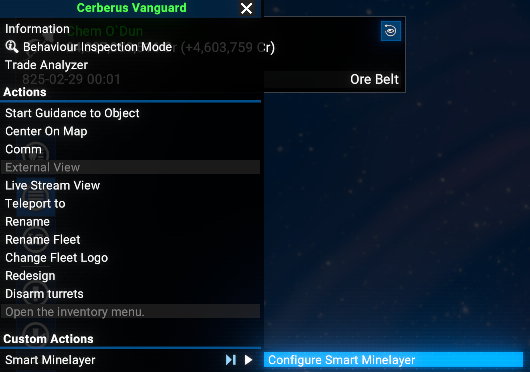 Cerberus Vanguard
Information
Chem O'Dun
Behaviour Inspection Mode
(+4,603,759 Cr)
Trade Analyzer
825-02-29 00:01
Ore Belt
Actions
Start Guidance to Object
Center On Map
Comm
External View
Live Stream View
Teleport to
Rename
Rename Fleet
Change Fleet Logo
Redesign
Disarm turrets
Open the inventory menu.
Custom Actions
Smart Minelayer
Configure Smart Minelayer